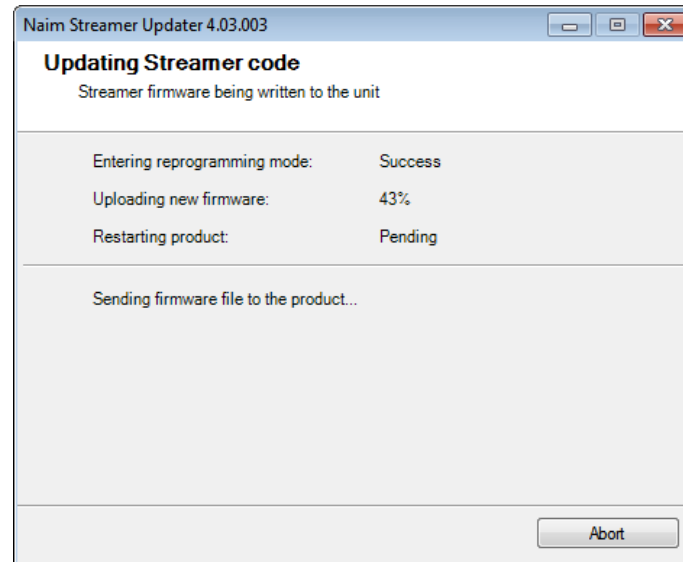 Naim Streamer Updater 4.03.003
Updating Streamer code
Streamer firmware being written to the unit
Entering reprogramming mode: Success
Uploading new firmware: 43%
Restarting product: Pending
Sending firmware file to the product...
Abort